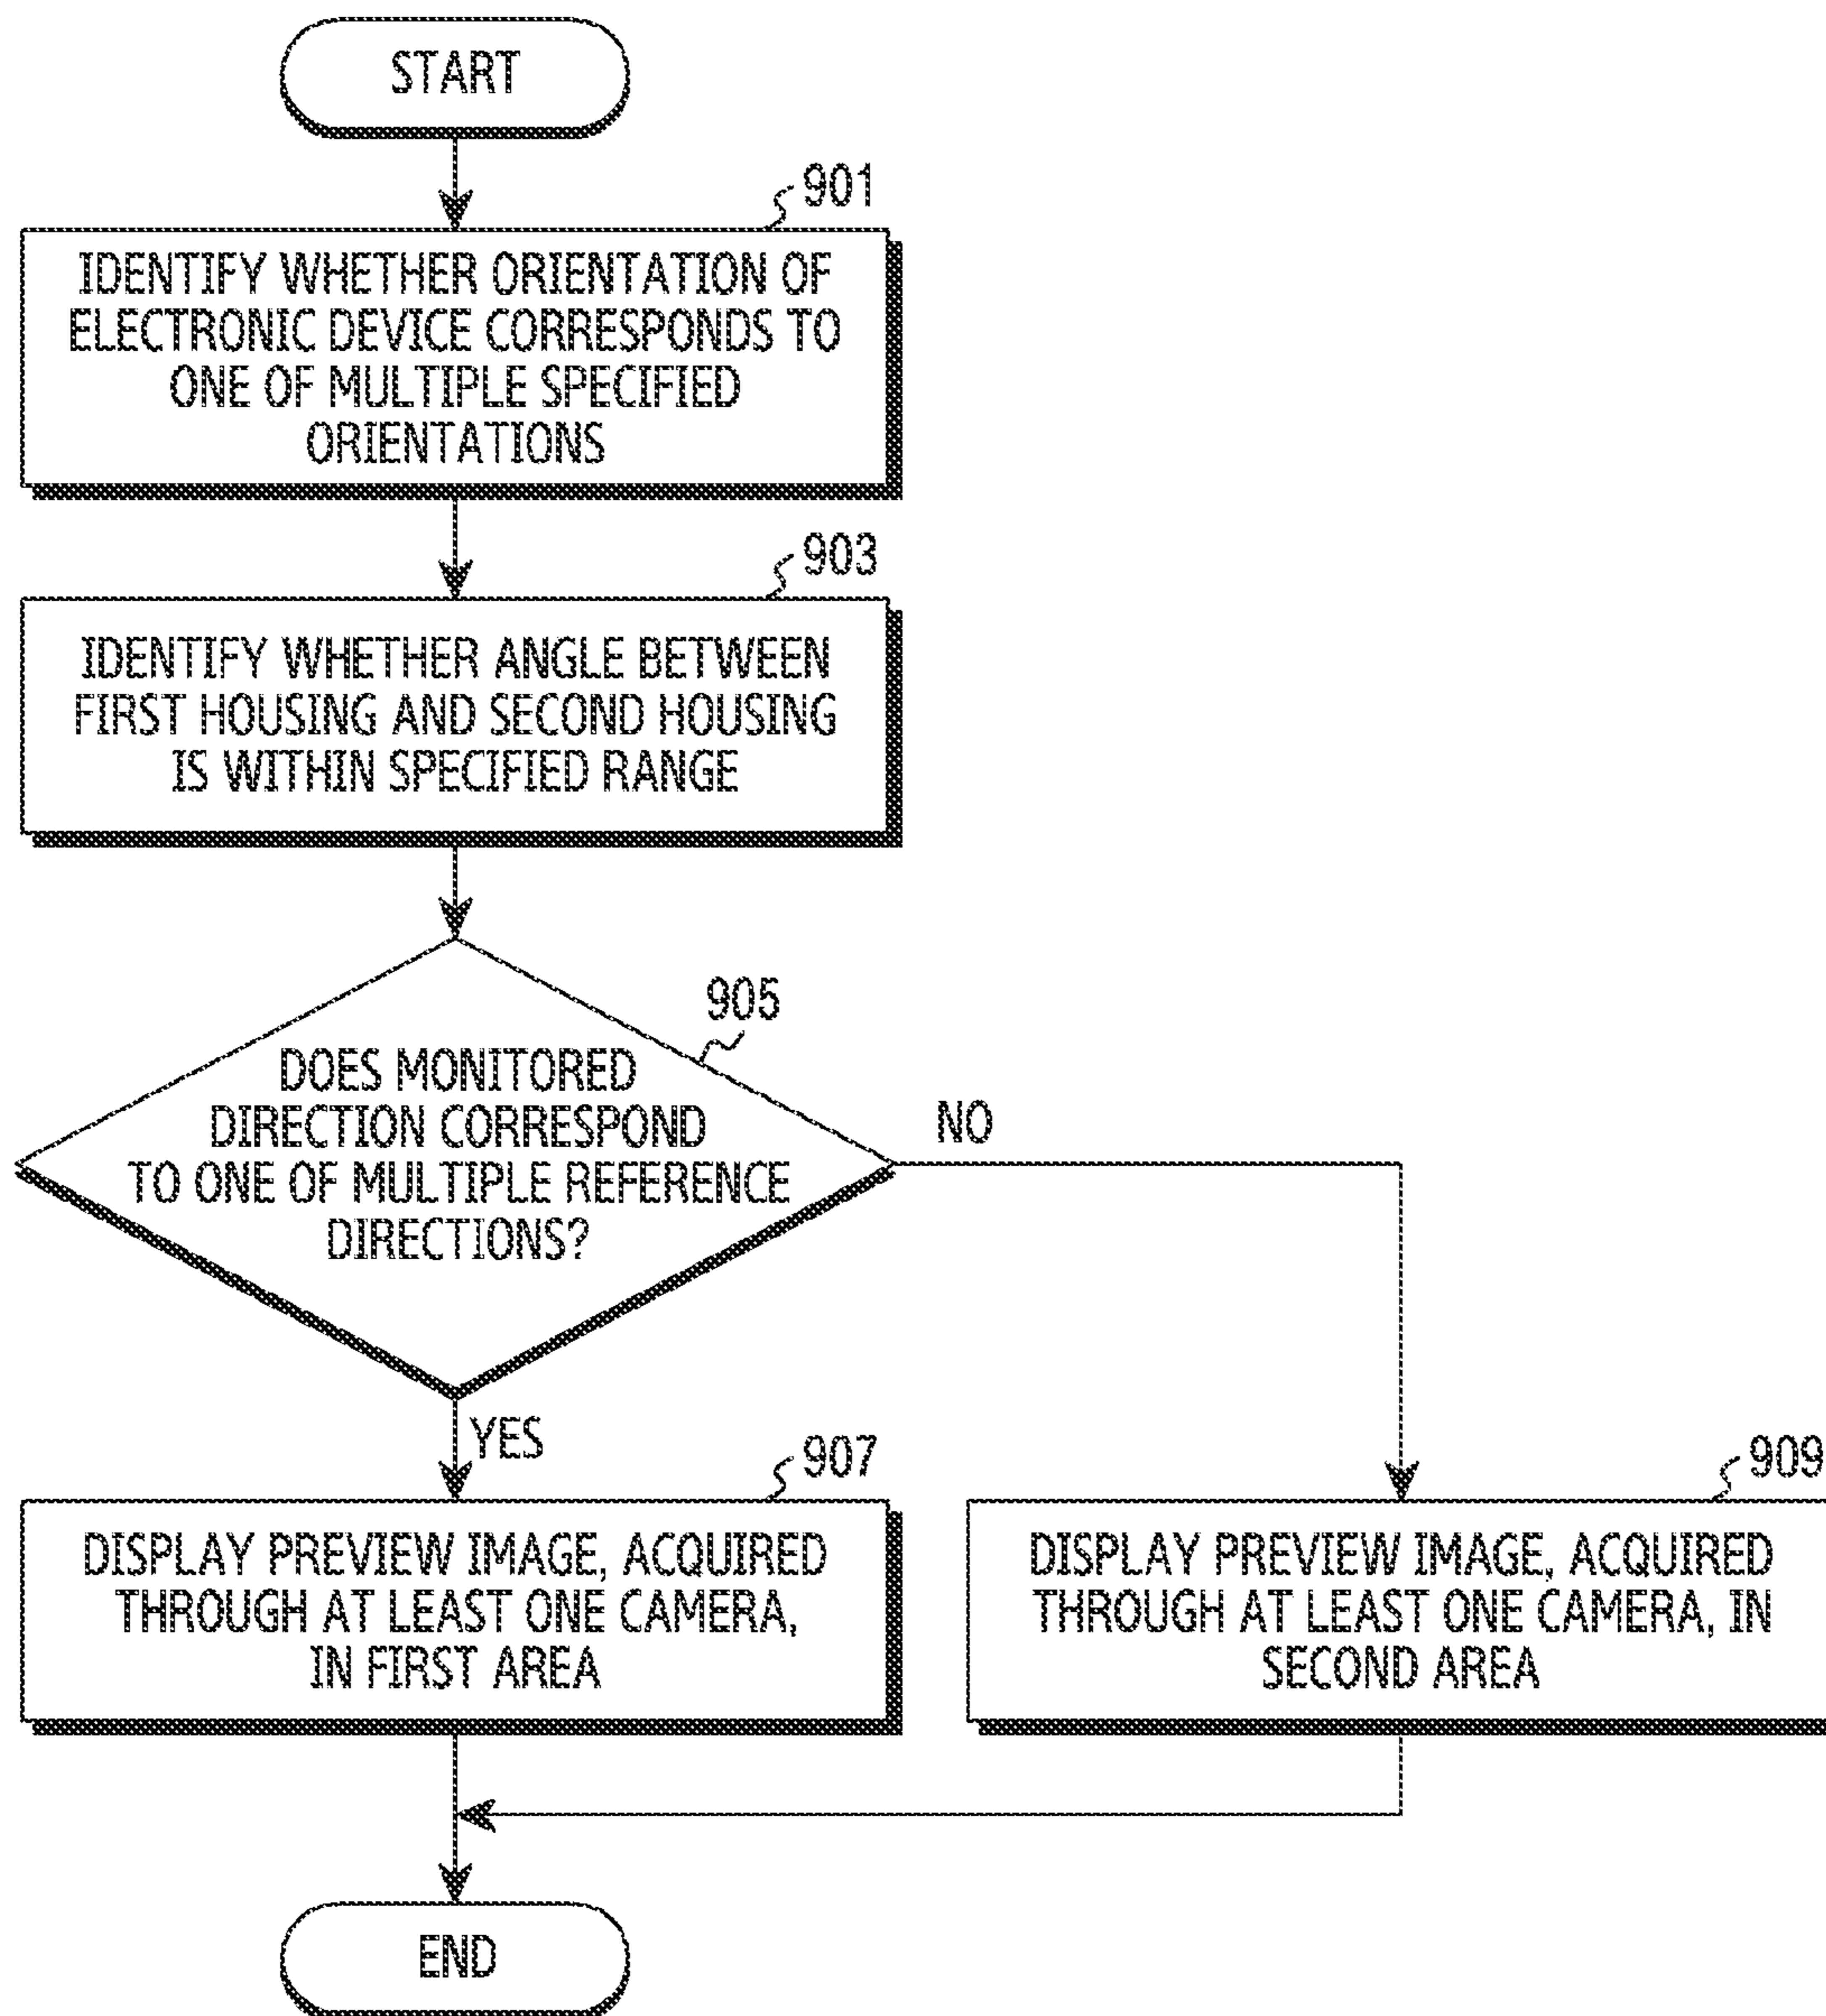 START
901
IDENTIFY WHETHER ORIENTATION OF
ELECTRONIC DEVICE CORRESPONDS TO
ONE OF MULTIPLE SPECIFIED
ORIENTATIONS
903
IDENTIFY WHETHER ANGLE BETWEEN
FIRST HOUSING AND SECOND HOUSING
IS WITHIN SPECIFIED RANGE
905
DOES MONITORED
DIRECTION CORRESPOND
TO ONE OF MULTIPLE REFERENCE
DIRECTIONS?
NO
YES
907
DISPLAY PREVIEW IMAGE, ACQUIRED
THROUGH AT LEAST ONE CAMERA,
IN FIRST AREA
909
DISPLAY PREVIEW IMAGE, ACQUIRED
THROUGH AT LEAST ONE CAMERA, IN
SECOND AREA
END